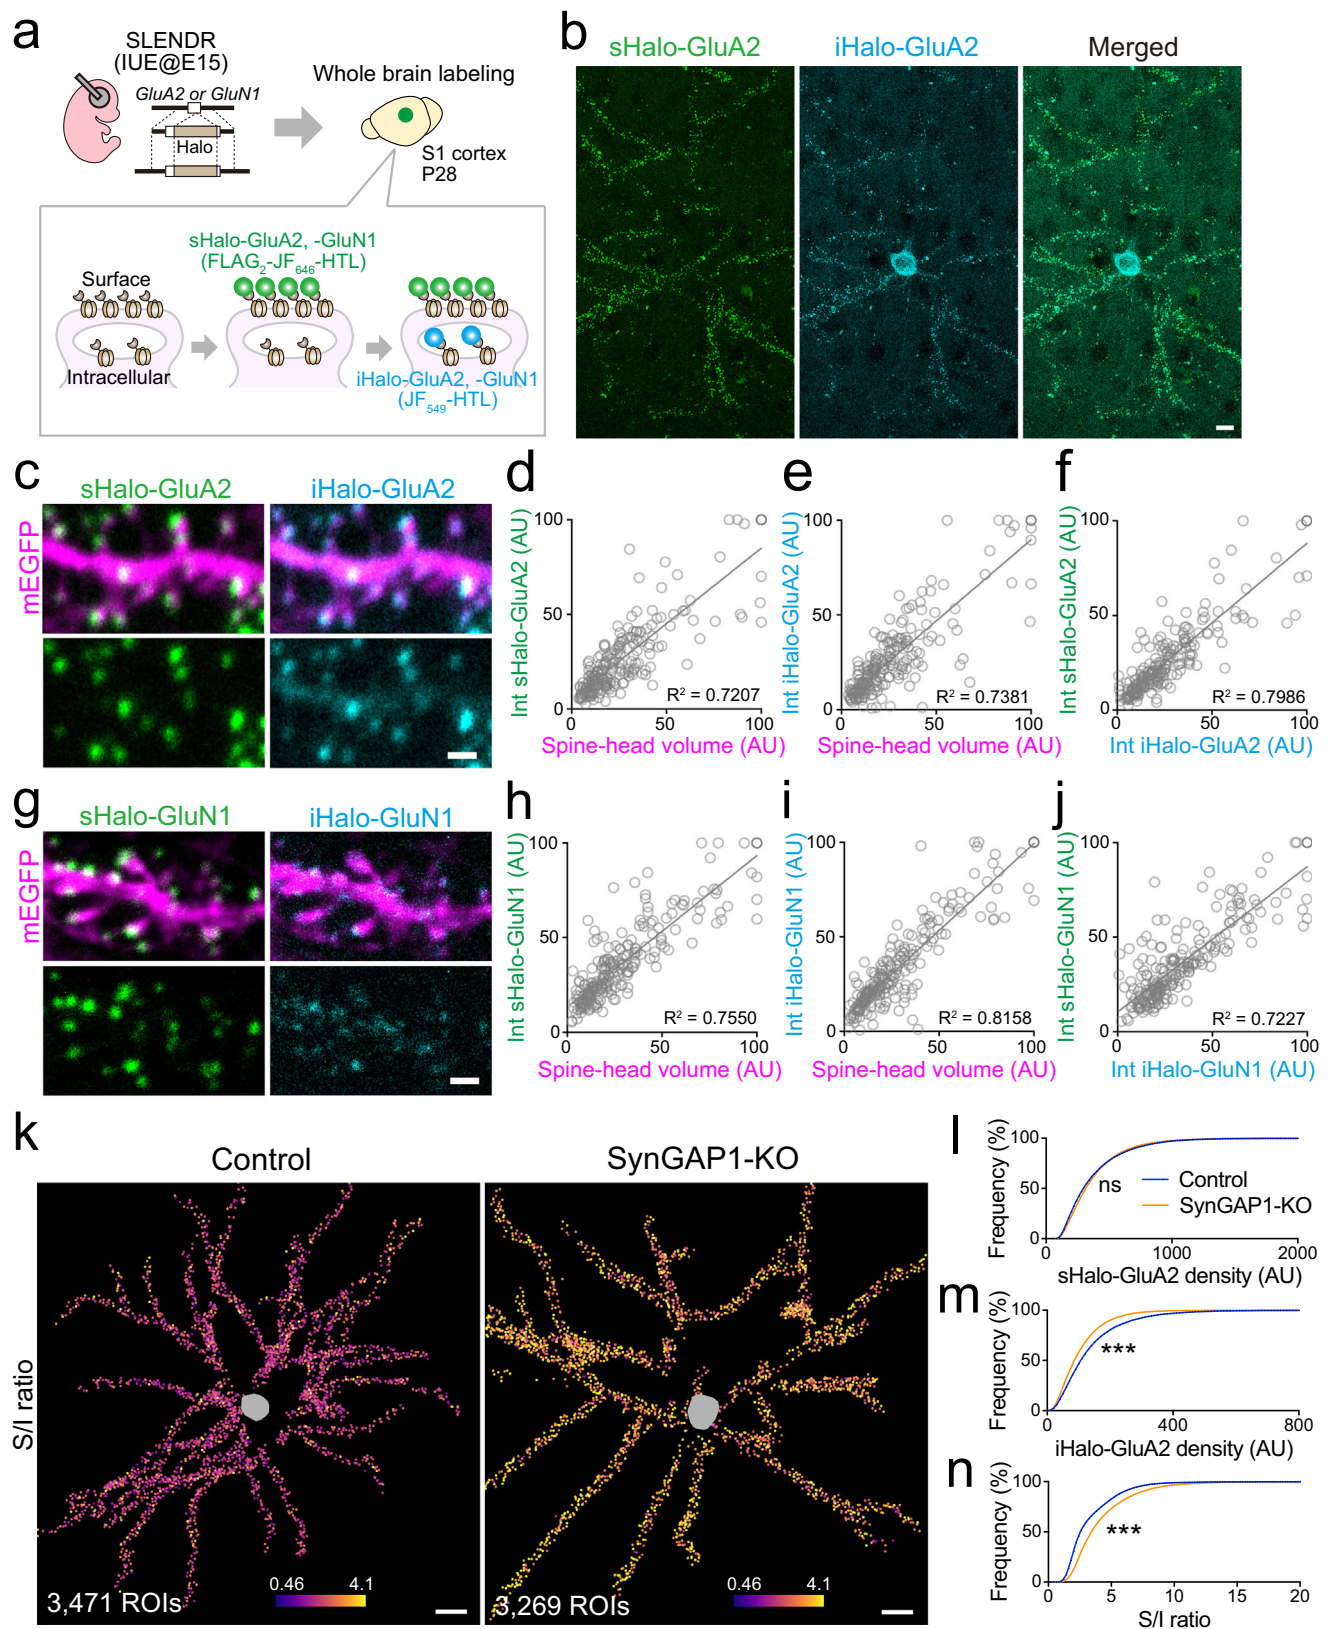 a
SLENDR
(IUE@E15)
GluA2 or GluN1
Halo
Whole brain labeling
S1 cortex
P28
sHalo-GluA2, -GluN1
(FLAG2-JF646-HTL)
Surface
Intracellular
iHalo-GluA2, -GluN1
(JF549-HTL)
b
sHalo-GluA2
iHalo-GluA2
Merged
c
sHalo-GluA2
iHalo-GluA2
mEGFP
d
Int sHalo-GluA2 (AU)
100
50
0
R2 = 0.7207
0
50
100
Spine-head volume (AU)
e
Int iHalo-GluA2 (AU)
100
50
0
R2 = 0.7381
0
50
100
Spine-head volume (AU)
f
Int sHalo-GluA2 (AU)
100
50
0
R2 = 0.7986
0
50
100
Int iHalo-GluA2 (AU)
g
sHalo-GluN1
iHalo-GluN1
mEGFP
h
Int sHalo-GluN1 (AU)
100
50
0
R2 = 0.7550
0
50
100
Spine-head volume (AU)
i
Int iHalo-GluN1 (AU)
100
50
0
R2 = 0.8158
0
50
100
Spine-head volume (AU)
j
Int sHalo-GluN1 (AU)
100
50
0
R2 = 0.7227
0
50
100
Int iHalo-GluN1 (AU)
k
Control
SynGAP1-KO
S/I ratio
3,471 ROIs
0.46
4.1
3,269 ROIs
0.46
4.1
l
Frequency (%)
100
50
0
ns
Control
SynGAP1-KO
0
1000
2000
sHalo-GluA2 density (AU)
m
Frequency (%)
100
50
0
***
0
400
800
iHalo-GluA2 density (AU)
n
Frequency (%)
100
50
0
***
0
5
10
15
20
S/I ratio